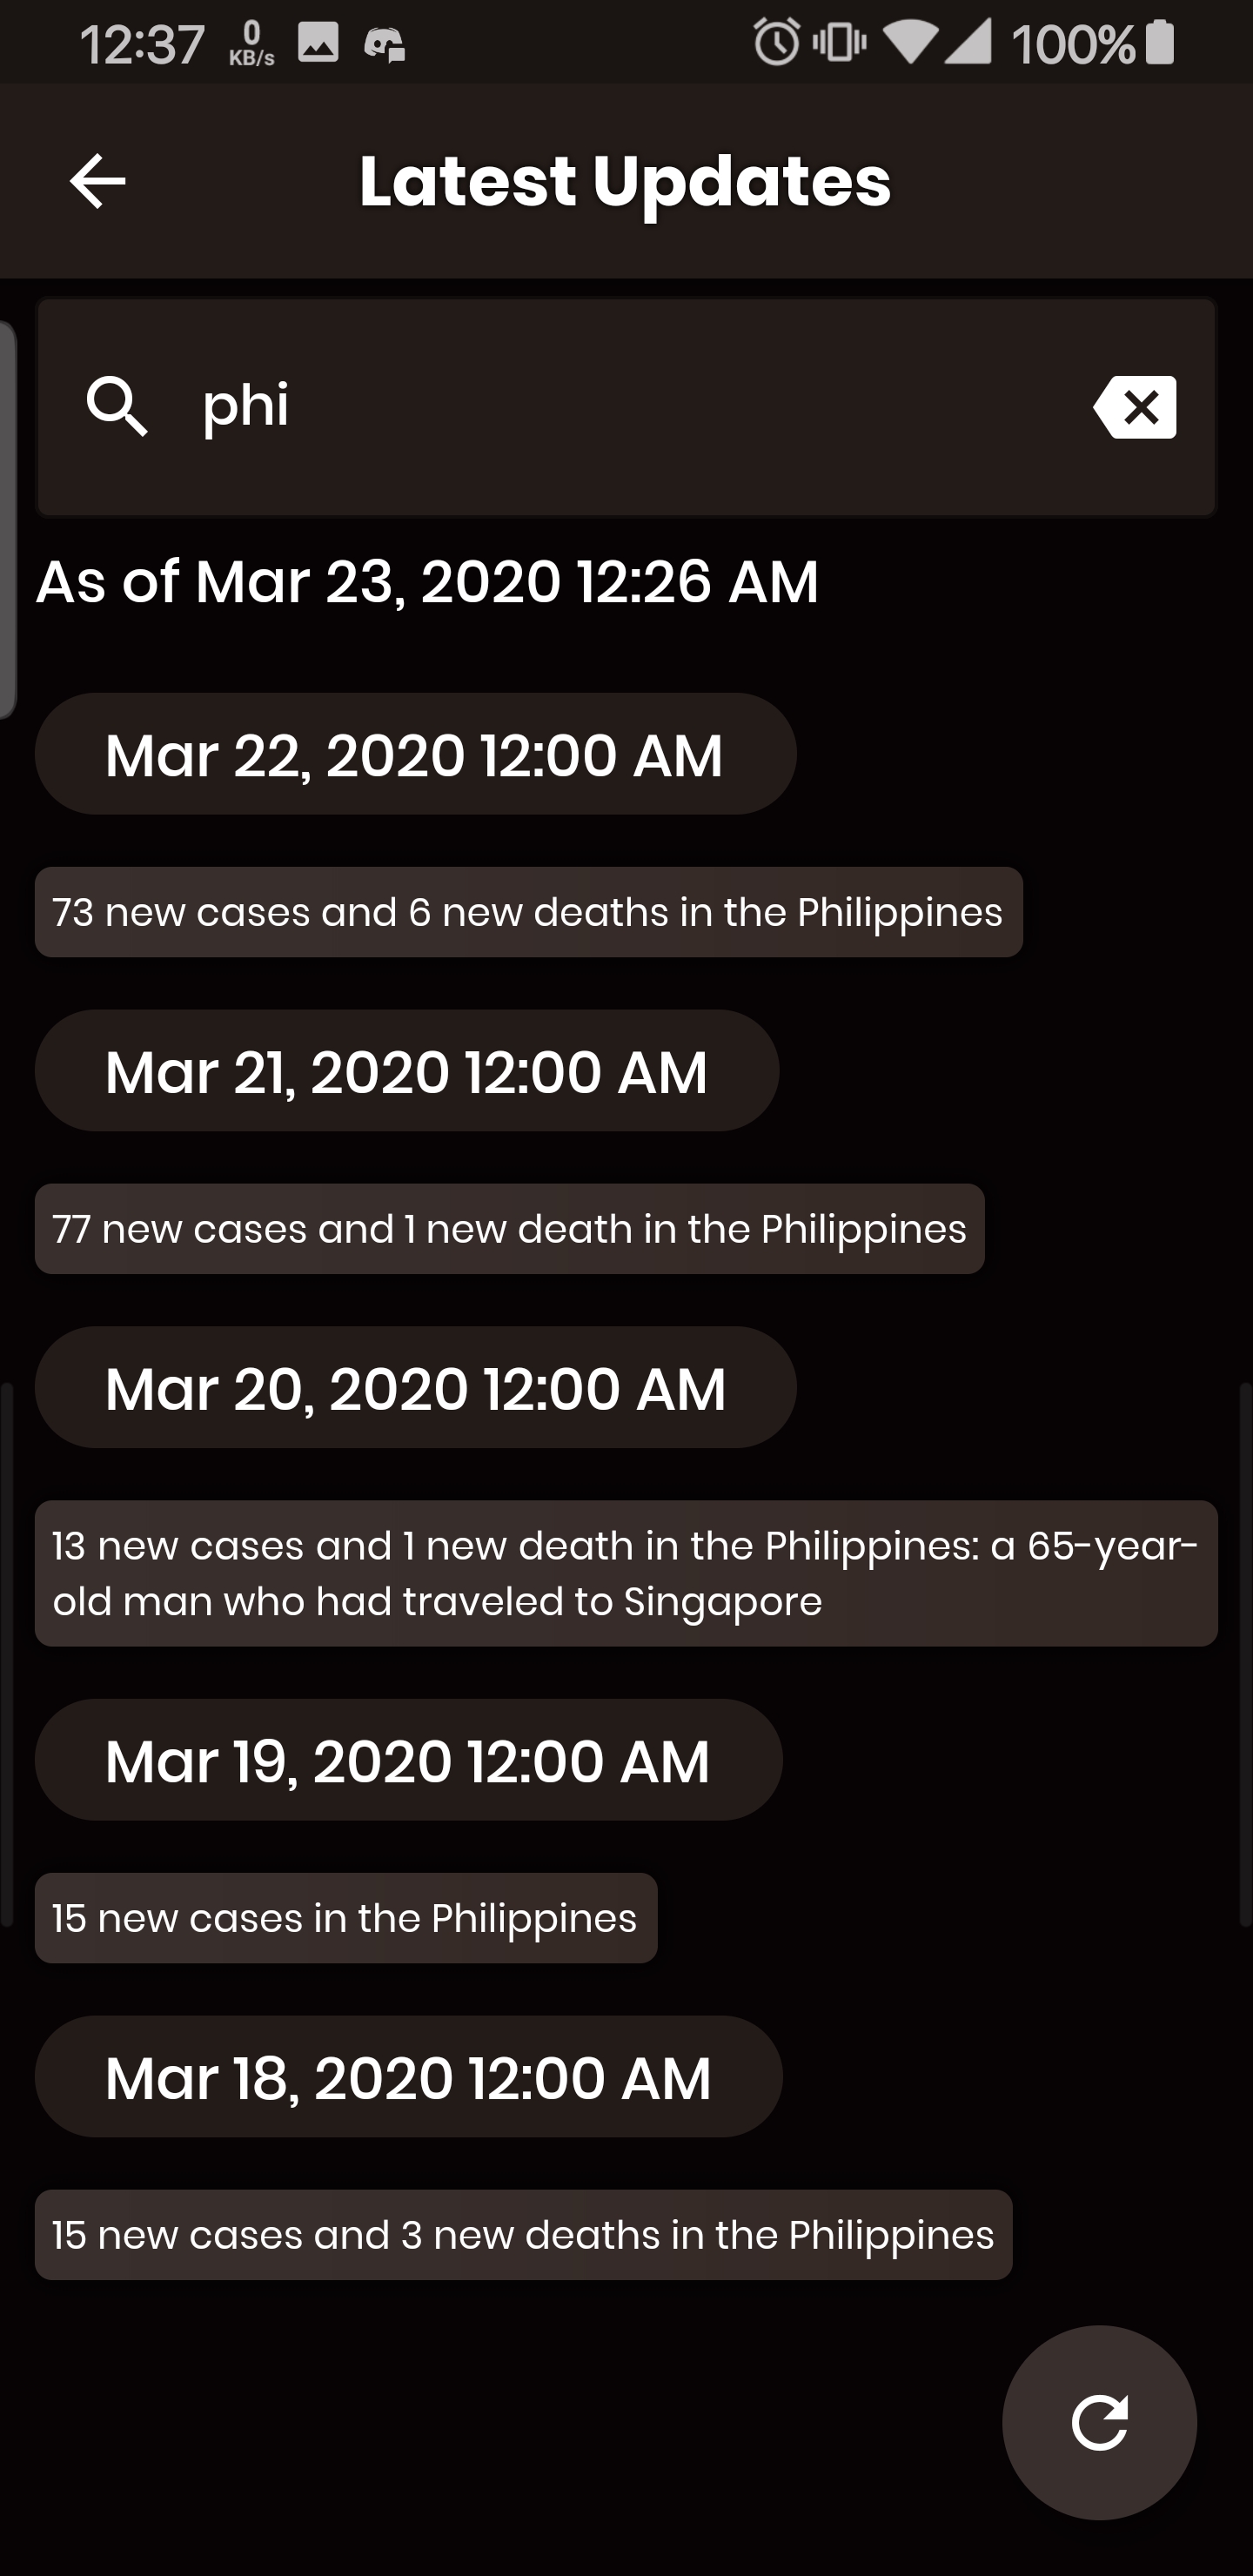 12:37 0 KB/s 100%
Latest Updates
phi
As of Mar 23, 2020 12:26 AM
Mar 22, 2020 12:00 AM
73 new cases and 6 new deaths in the Philippines
Mar 21, 2020 12:00 AM
77 new cases and 1 new death in the Philippines
Mar 20, 2020 12:00 AM
13 new cases and 1 new death in the Philippines: a 65-year-
old man who had traveled to Singapore
Mar 19, 2020 12:00 AM
15 new cases in the Philippines
Mar 18, 2020 12:00 AM
15 new cases and 3 new deaths in the Philippines